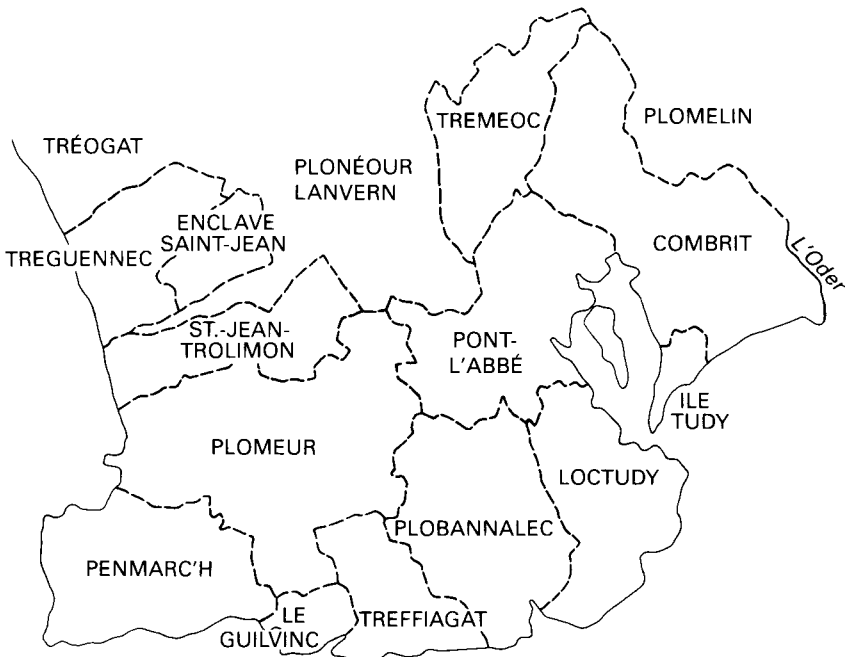 TREMEOC
PLOMELIN
TRÉOGAT
PLONÉOUR
LANVERN
ENCLAVE
SAINT-JEAN
TREGUENNEC
COMBRIT
L'Oder
ST.-JEAN-
TROLIMON
PONT-
L'ABBÉ
ILE
TUDY
PLOMEUR
LOCTUDY
PLOBANNALEC
PENMARC'H
LE
GUILVINC
TREFFIAGAT